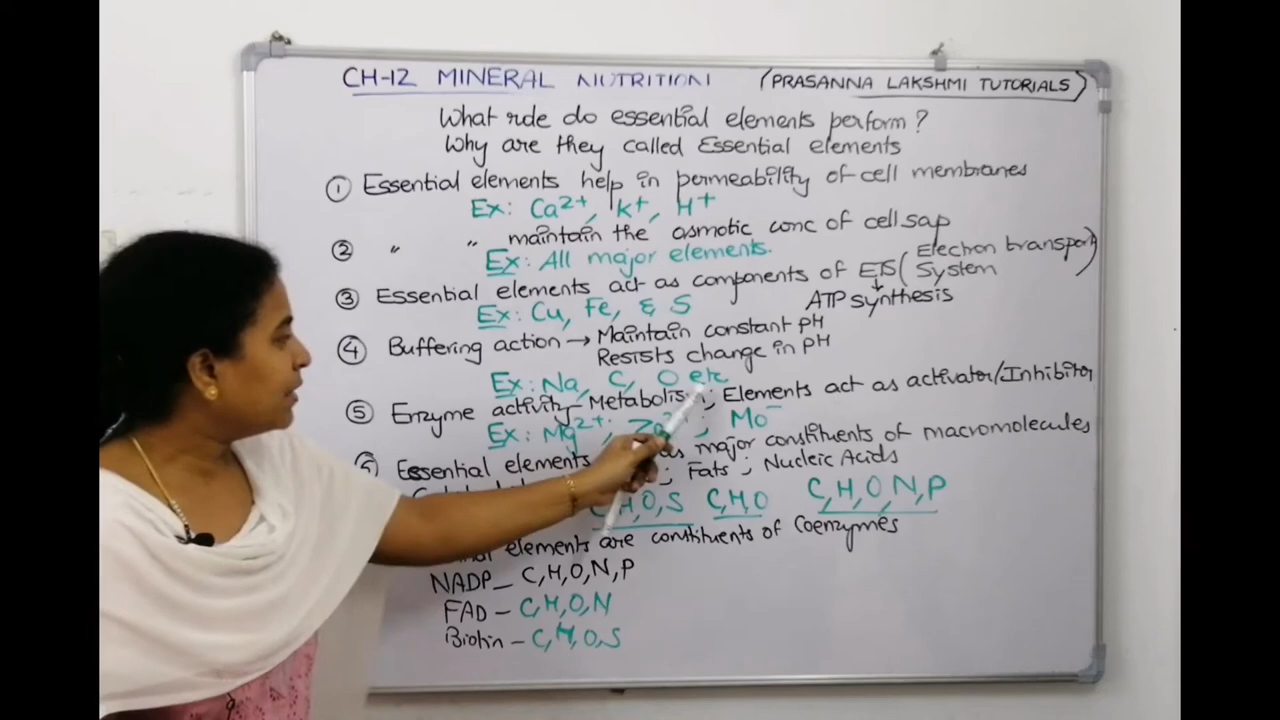 CH-12 MINERAL NUTRITION (PRASANNA LAKSHMI TUTORIALS)
What role do essential elements perform?
Why are they called Essential elements
① Essential elements help in permeability of cell membranes
Ex: Ca2+, K+, H+
② " " maintain the osmotic conc of cell sap
Ex: All major elements.
③ Essential elements act as components of ETS (Electron transport System)
Ex: Cu, Fe, & S
ATP synthesis
④ Buffering action → Maintain constant pH
Resists change in pH
Ex: Na, C, O etc
⑤ Enzyme activity - Metabolism; Elements act as activator/Inhibitor
Ex: Mg2+; ; Mo-
⑥ Essential elements as major constituents of macromolecules
; Fats; Nucleic Acids
C,H,O,S C,H,O C,H,O,N,P
elements are constituents of Coenzymes
NADP - C,H,O,N,P
FAD - C,H,O,N
Biotin - C,H,O,S